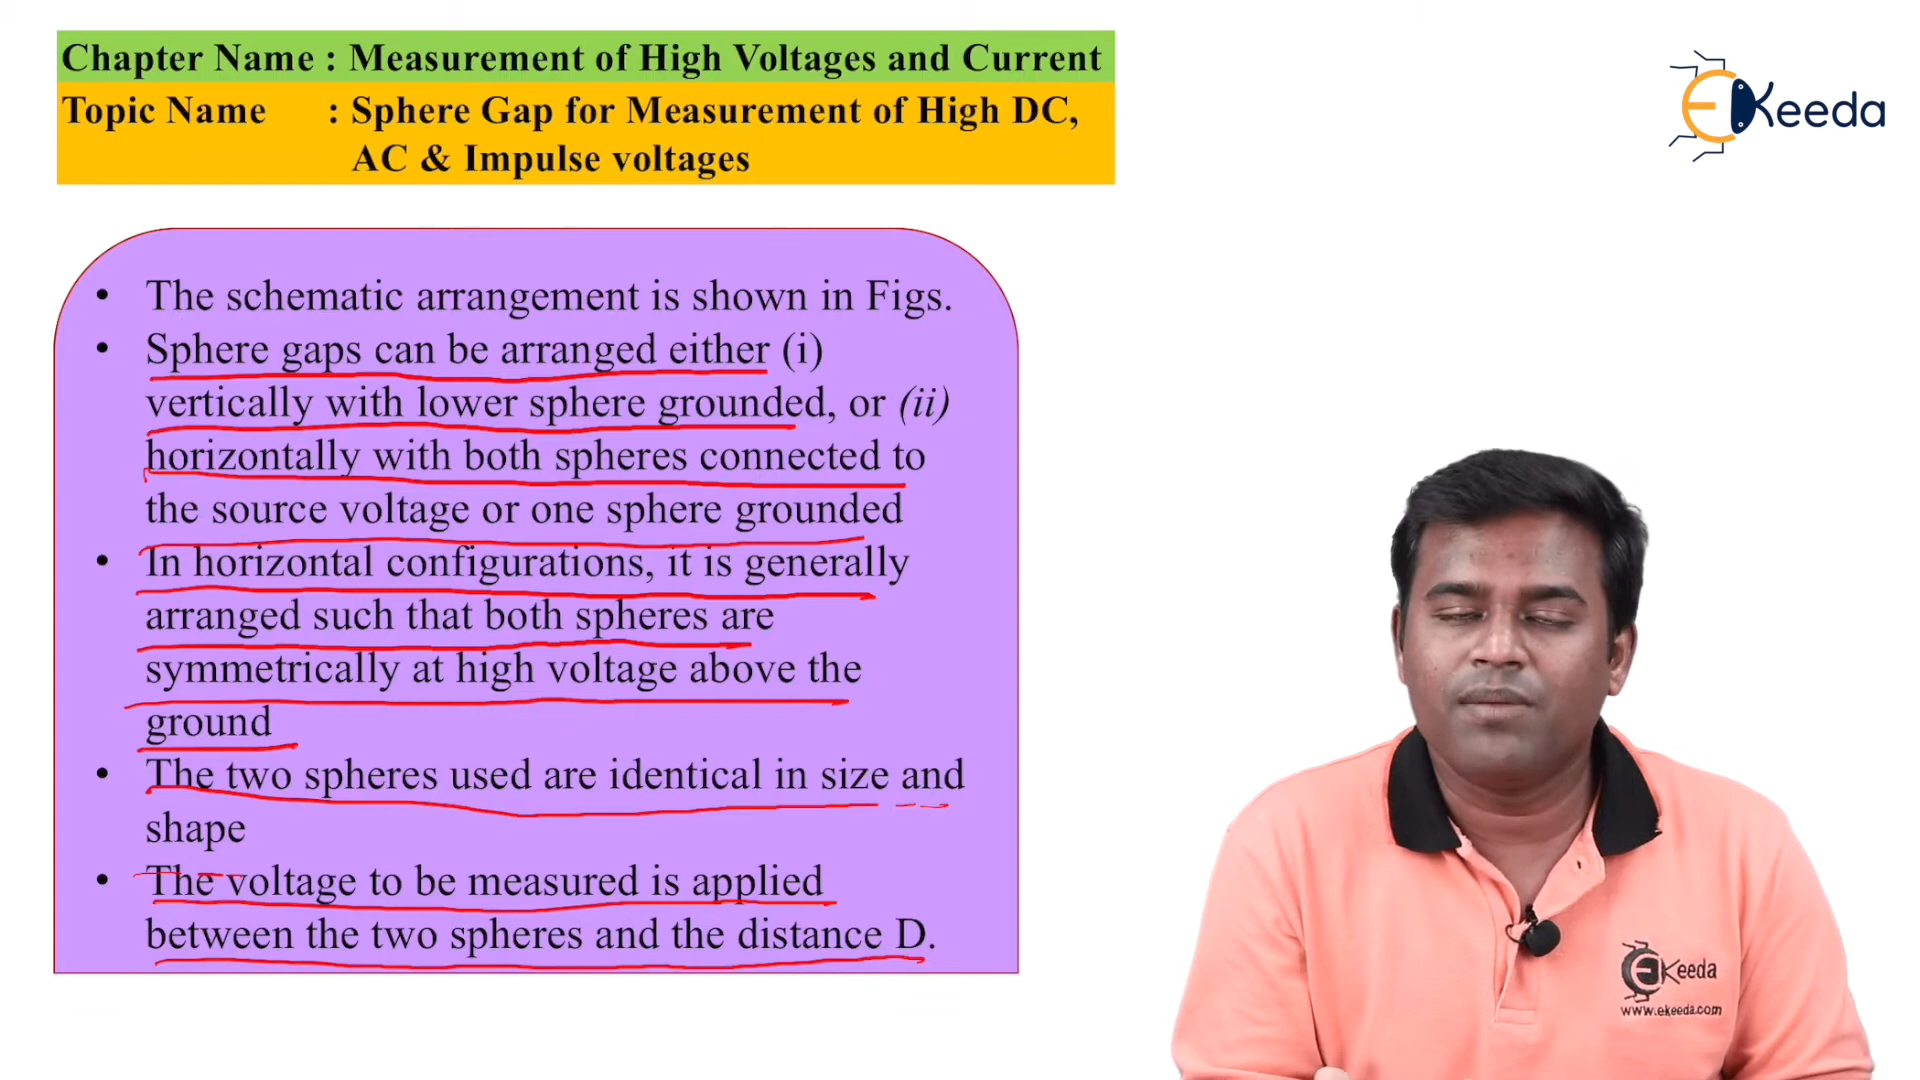 Chapter Name : Measurement of High Voltages and Current
Topic Name : Sphere Gap for Measurement of High DC,
AC & Impulse voltages
EKeeda
• The schematic arrangement is shown in Figs.
• Sphere gaps can be arranged either (i)
vertically with lower sphere grounded, or (ii)
horizontally with both spheres connected to
the source voltage or one sphere grounded
• In horizontal configurations, it is generally
arranged such that both spheres are
symmetrically at high voltage above the
ground
• The two spheres used are identical in size and
shape
• The voltage to be measured is applied
between the two spheres and the distance D.
EKeeda
www.ekeeda.com